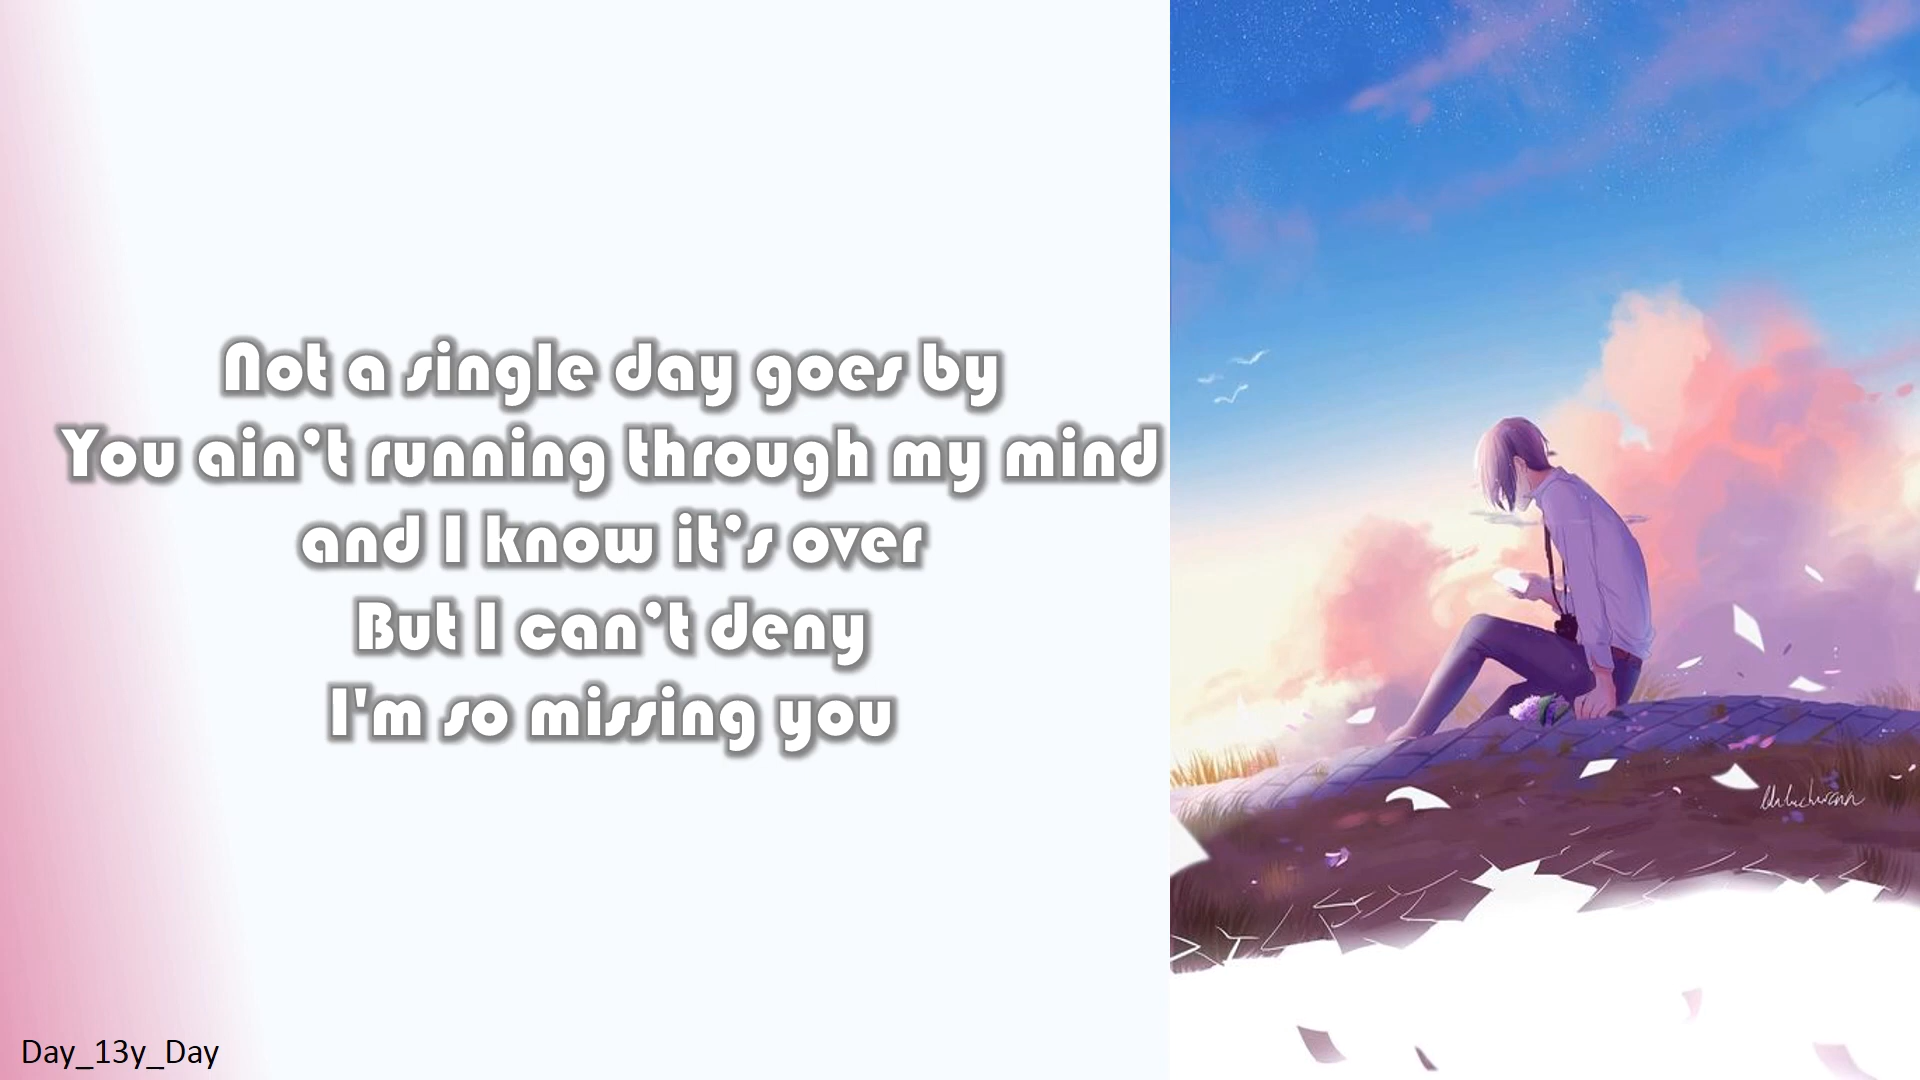 Not a single day goes by
You ain’t running through my mind
and I know it’s over
But I can’t deny
I'm so missing you
Day_13y_Day